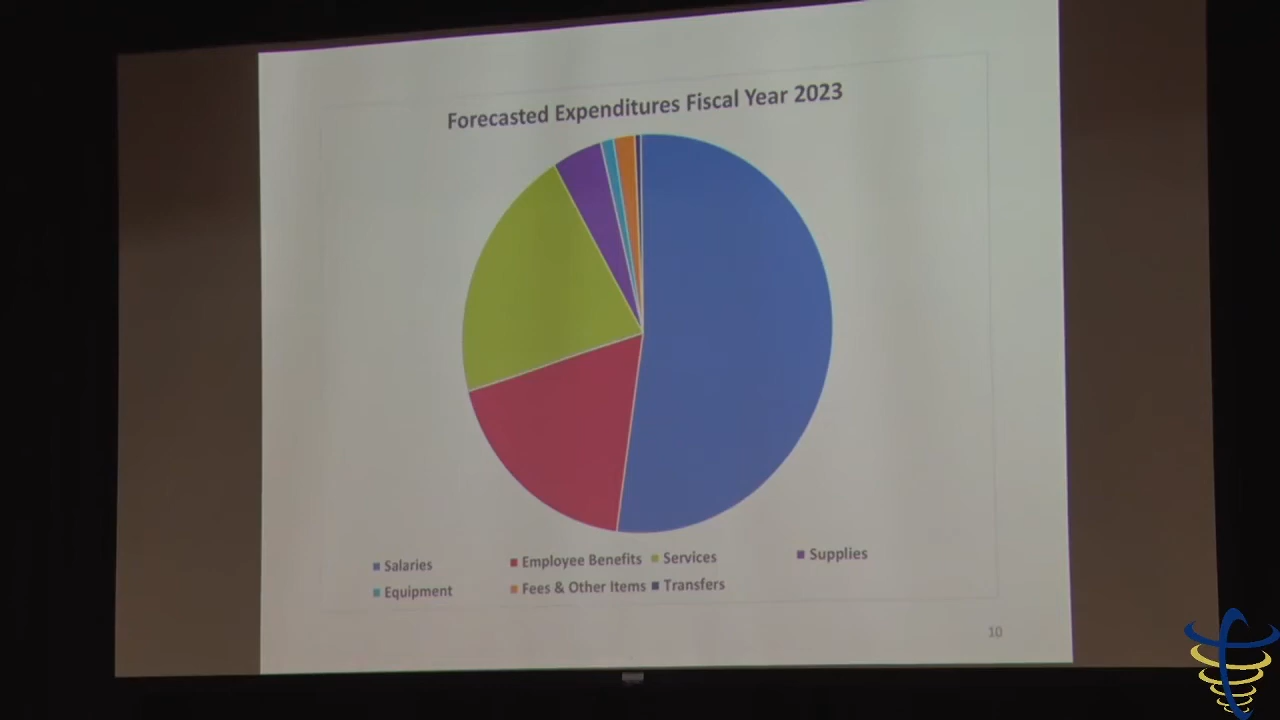 Forecasted Expenditures Fiscal Year 2023
Salaries Employee Benefits Services Supplies
Equipment Fees & Other Items Transfers
10